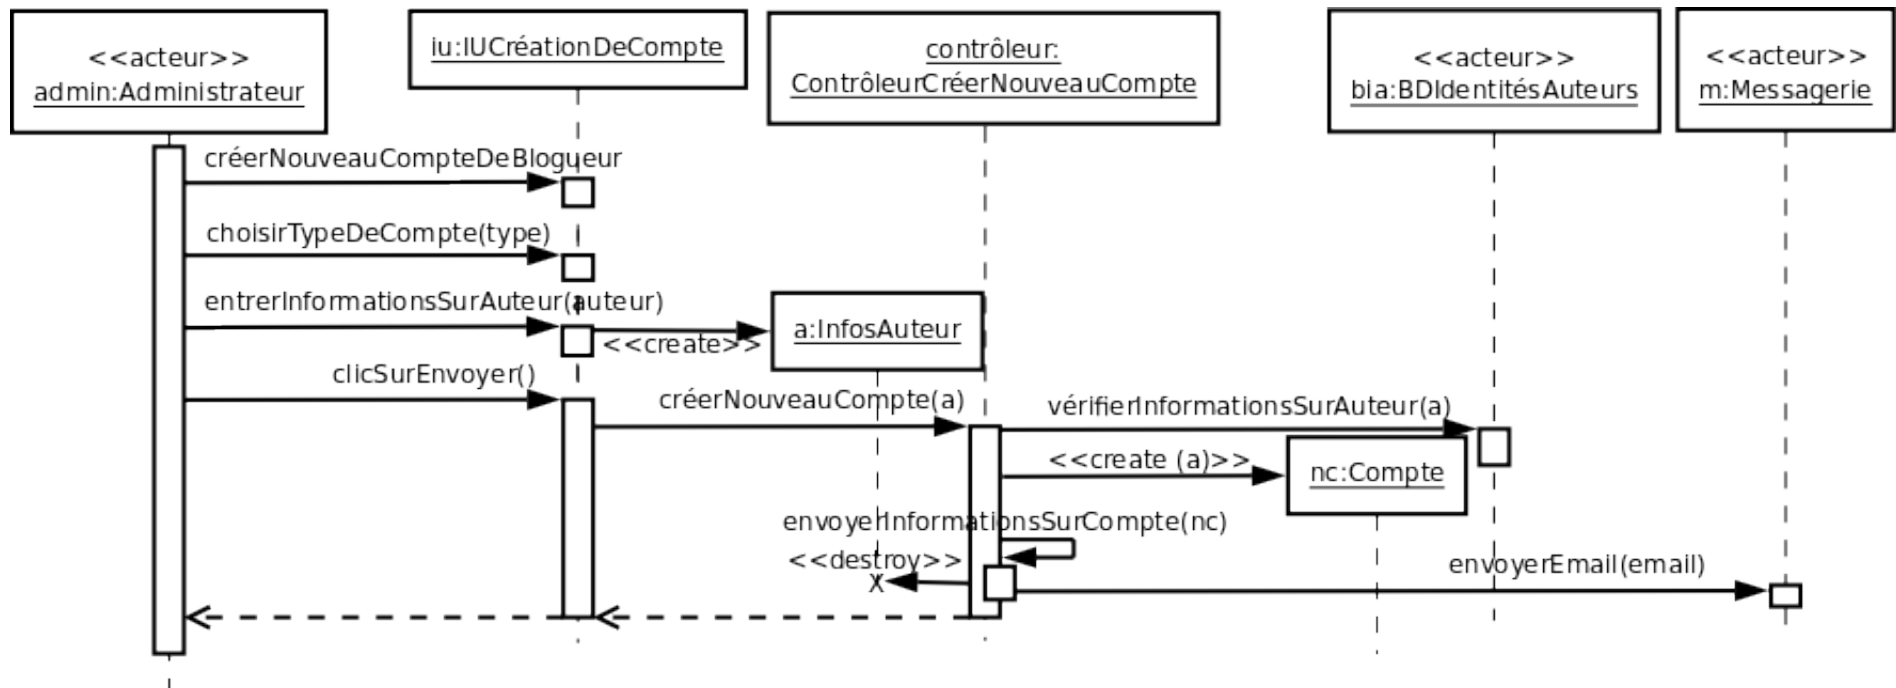 <<acteur>>
admin:Administrateur
iu:IUCréationDeCompte
contrôleur:
ContrôleurCréerNouveauCompte
<<acteur>>
bia:BDIdentitésAuteurs
<<acteur>>
m:Messagerie
créerNouveauCompteDeBlogueur
choisirTypeDeCompte(type)
entrerInformationsSurAuteur(auteur)
<<create>>
a:InfosAuteur
clicSurEnvoyer()
créerNouveauCompte(a)
vérifierInformationsSurAuteur(a)
<<create (a)>>
nc:Compte
envoyerInformationsSurCompte(nc)
<<destroy>>
X
envoyerEmail(email)